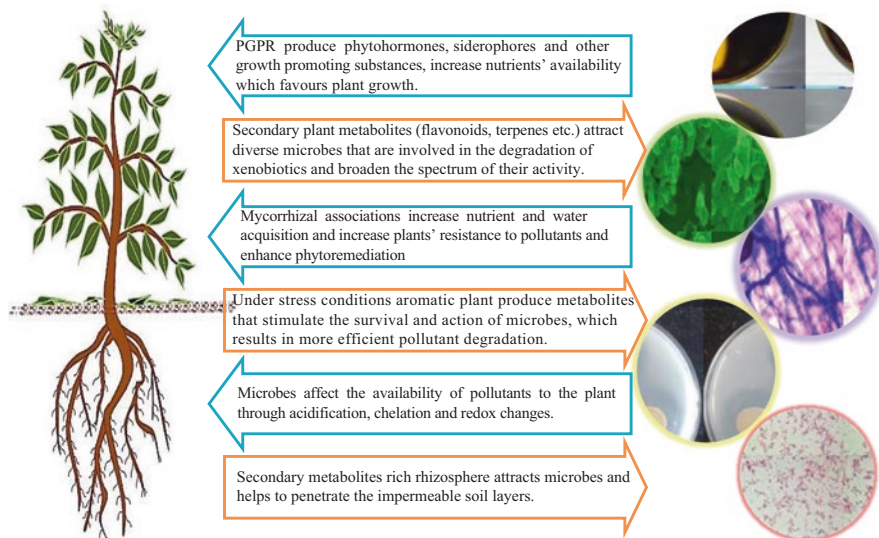 PGPR produce phytohormones, siderophores and other
growth promoting substances, increase nutrients' availability
which favours plant growth.
Secondary plant metabolites (flavonoids, terpenes etc.) attract
diverse microbes that are involved in the degradation of
xenobiotics and broaden the spectrum of their activity.
Mycorrhizal associations increase nutrient and water
acquisition and increase plants' resistance to pollutants and
enhance phytoremediation
Under stress conditions aromatic plant produce metabolites
that stimulate the survival and action of microbes, which
results in more efficient pollutant degradation.
Microbes affect the availability of pollutants to the plant
through acidification, chelation and redox changes.
Secondary metabolites rich rhizosphere attracts microbes and
helps to penetrate the impermeable soil layers.